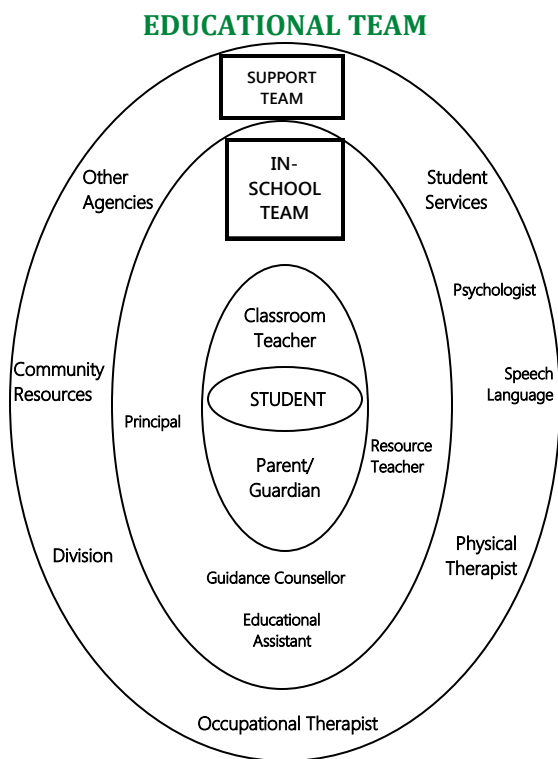 EDUCATIONAL TEAM
SUPPORT
TEAM
IN-
SCHOOL
TEAM
Other
Agencies
Student
Services
Psychologist
Classroom
Teacher
Community
Resources
Speech
Language
STUDENT
Principal
Resource
Teacher
Parent/
Guardian
Division
Physical
Therapist
Guidance Counsellor
Educational
Assistant
Occupational Therapist